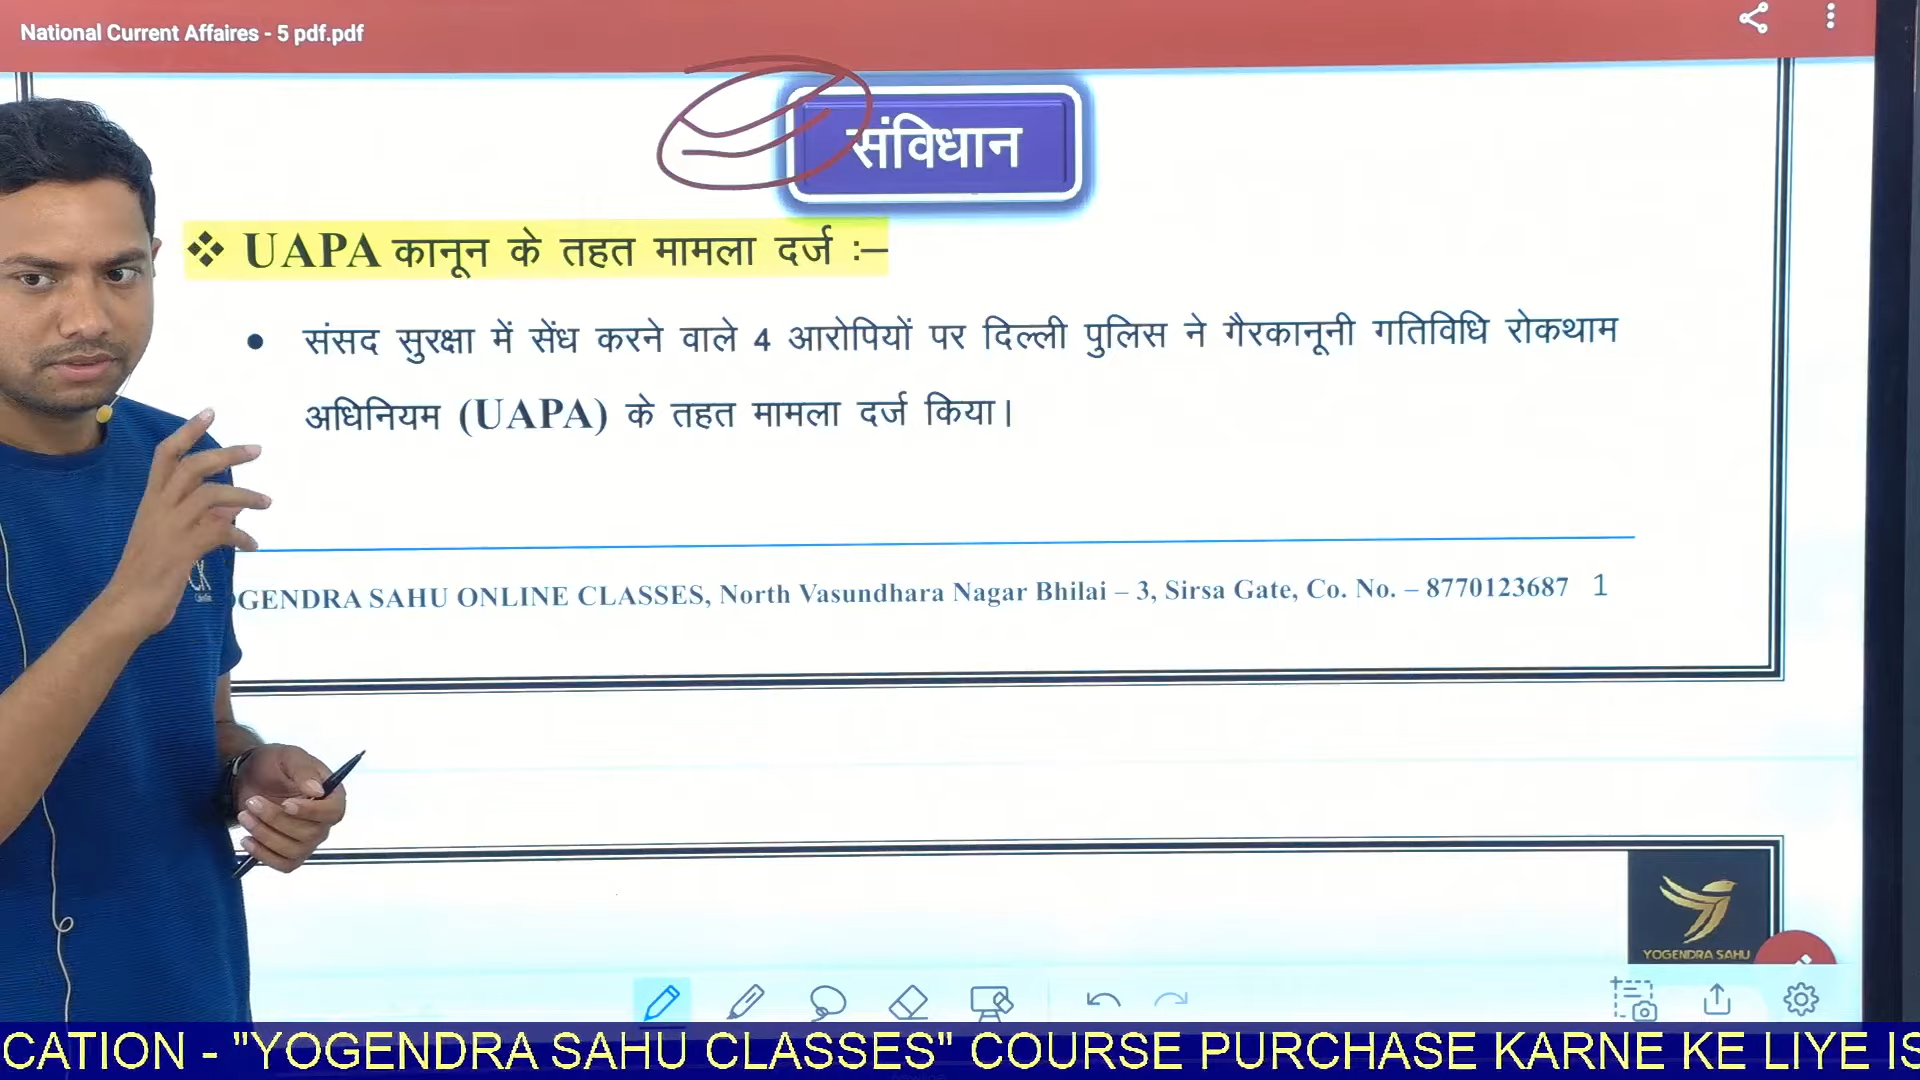 National Current Affaires - 5 pdf.pdf
संविधान
❖ UAPA कानून के तहत मामला दर्ज :–
• संसद सुरक्षा में सेंध करने वाले 4 आरोपियों पर दिल्ली पुलिस ने गैरकानूनी गतिविधि रोकथाम
अधिनियम (UAPA) के तहत मामला दर्ज किया।
OGENDRA SAHU ONLINE CLASSES, North Vasundhara Nagar Bhilai – 3, Sirsa Gate, Co. No. – 8770123687 1
YOGENDRA SAHU
CATION - "YOGENDRA SAHU CLASSES" COURSE PURCHASE KARNE KE LIYE IS